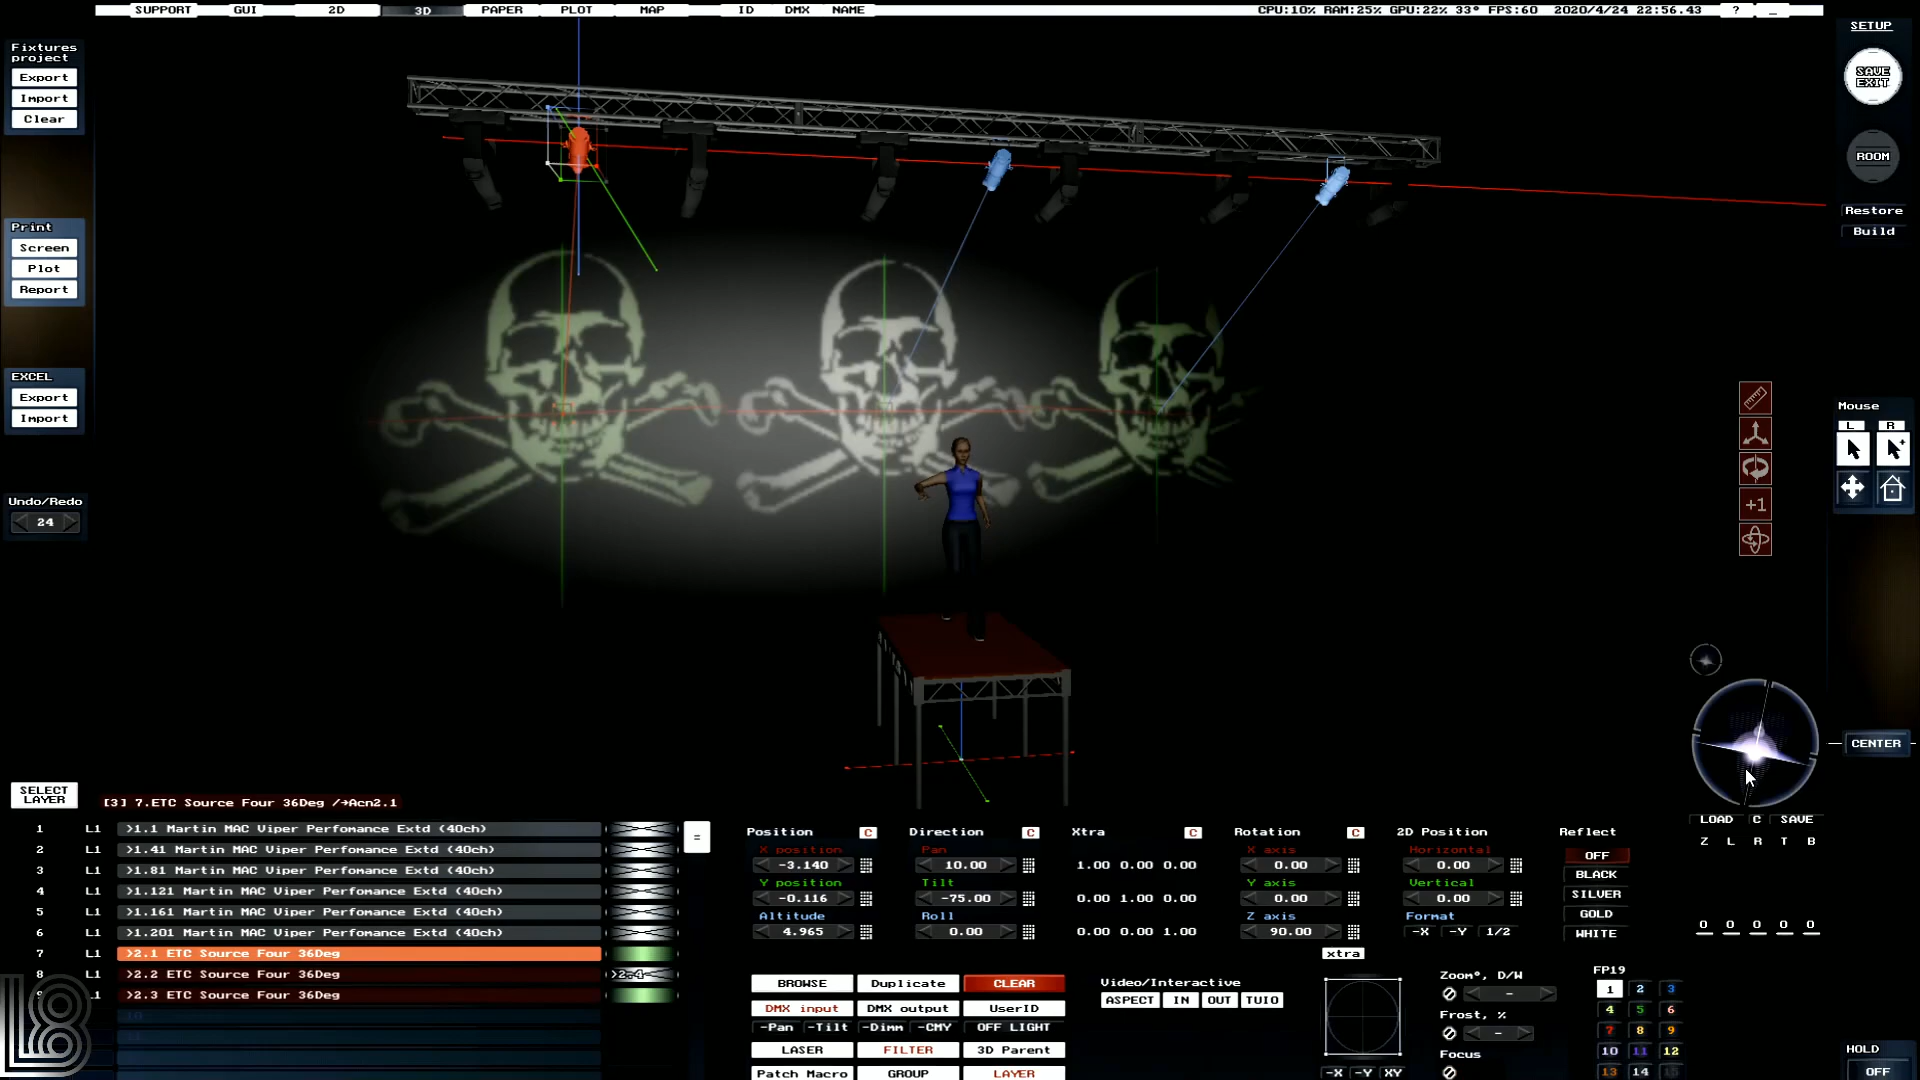 SUPPORT GUI 2D 3D PAPER PLOT MAP ID DMX NAME CPU:10% RAM:25% GPU:22% 33° FPS:60 2020/4/24 22:56.43 ? _
SETUP
SAVE
EXIT
ROOM
Restore
Build
Fixtures
project
Export
Import
Clear
Print
Screen
Plot
Report
EXCEL
Export
Import
Undo/Redo
24
Mouse
L R
+1
CENTER
LOAD C SAVE
Z L R T B
0 0 0 0 0
SELECT
LAYER
[3] 7.ETC Source Four 36Deg /→Acn2.1
1 L1 >1.1 Martin MAC Viper Perfomance Extd (40ch)
2 L1 >1.41 Martin MAC Viper Perfomance Extd (40ch)
3 L1 >1.81 Martin MAC Viper Perfomance Extd (40ch)
4 L1 >1.121 Martin MAC Viper Perfomance Extd (40ch)
5 L1 >1.161 Martin MAC Viper Perfomance Extd (40ch)
6 L1 >1.201 Martin MAC Viper Perfomance Extd (40ch)
7 L1 >2.1 ETC Source Four 36Deg
8 L1 >2.2 ETC Source Four 36Deg >2.4
9 L1 >2.3 ETC Source Four 36Deg
10
11
=
Position C
X position
-3.140
Y position
-0.116
Altitude
4.965
Direction C
Pan
10.00
Tilt
-75.00
Roll
0.00
Xtra C
1.00 0.00 0.00
0.00 1.00 0.00
0.00 0.00 1.00
Rotation C
X axis
0.00
Y axis
0.00
Z axis
90.00
xtra
2D Position
Horizontal
0.00
Vertical
0.00
Format
-X -Y 1/2
Reflect
OFF
BLACK
SILVER
GOLD
WHITE
BROWSE Duplicate CLEAR
DMX input DMX output UserID
-Pan -Tilt -Dimm -CMY OFF LIGHT
LASER FILTER 3D Parent
Patch Macro GROUP LAYER
Video/Interactive
ASPECT IN OUT TUIO
-X -Y XY
Zoom°, D/W
-
Frost, %
-
Focus
FP19
1 2 3
4 5 6
7 8 9
10 11 12
13 14 15
HOLD
OFF